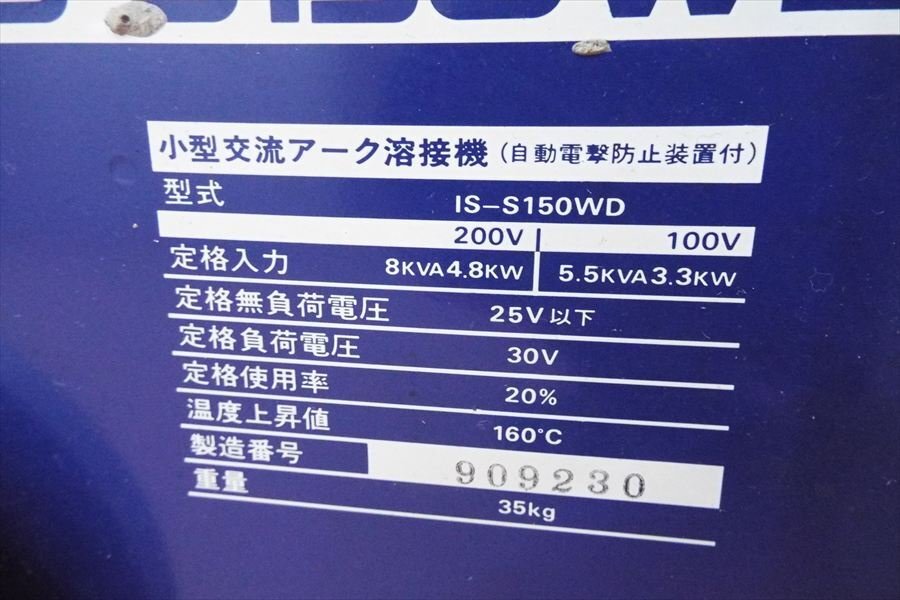 小型交流アーク溶接機(自動電撃防止装置付)
型式 IS-S150WD
200V 100V
定格入力 8KVA4.8KW 5.5KVA3.3KW
定格無負荷電圧 25V以下
定格負荷電圧 30V
定格使用率 20%
温度上昇値 160°C
製造番号 909230
重量 35kg